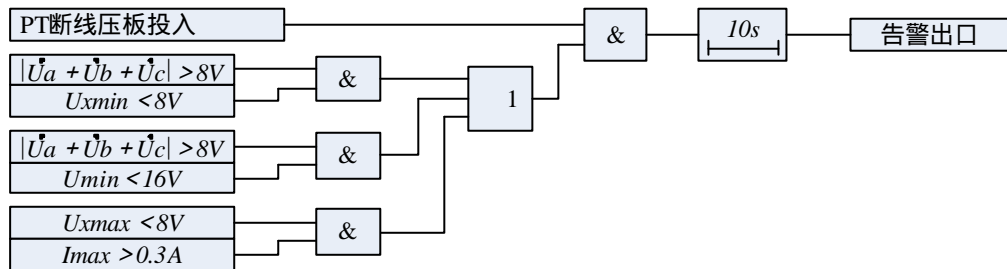 PT断线压板投入
&
10s
告警出口
|U̇a + U̇b + U̇c| >8V
Uxmin <8V
&
1
|U̇a + U̇b + U̇c| >8V
Umin <16V
&
Uxmax <8V
Imax >0.3A
&